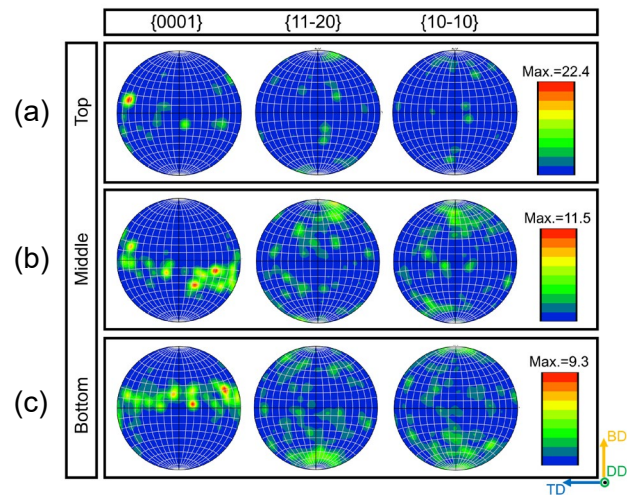 {0001} {11-20} {10-10}
(a) Top Max.=22.4
(b) Middle Max.=11.5
(c) Bottom Max.=9.3
BD
DD
TD